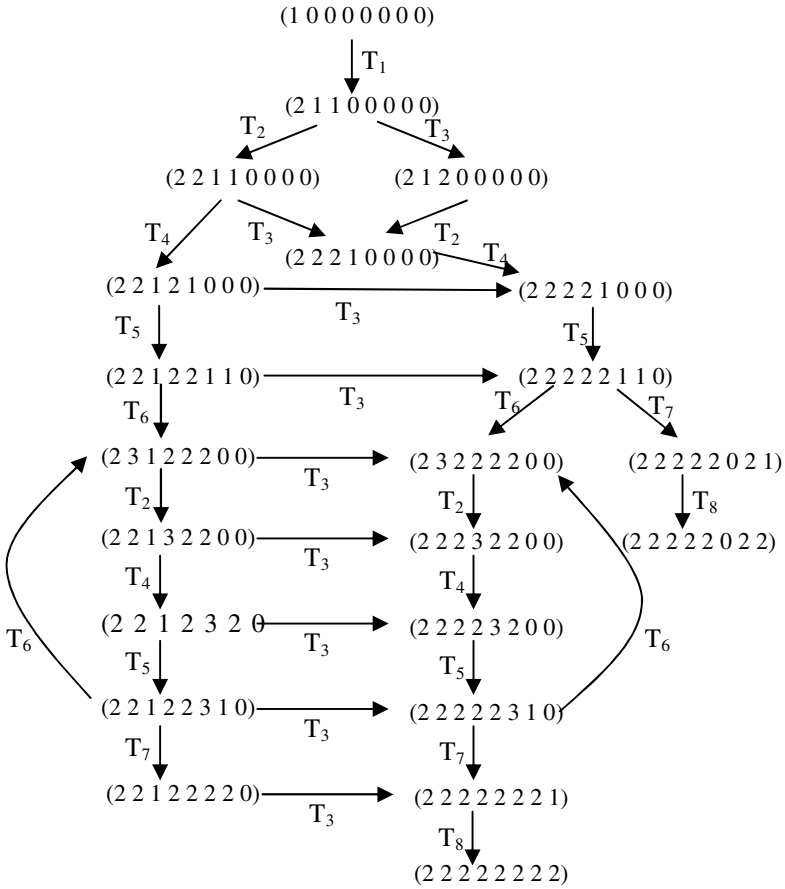 (1 0 0 0 0 0 0 0)
T₁
(2 1 1 0 0 0 0 0)
T₂ T₃
(2 2 1 1 0 0 0 0) (2 1 2 0 0 0 0 0)
T₄ T₃ T₂
(2 2 2 1 0 0 0 0) T₄
(2 2 1 2 1 0 0 0) (2 2 2 2 1 0 0 0)
T₃
T₅ T₅
(2 2 1 2 2 1 1 0) (2 2 2 2 2 1 1 0)
T₃
T₆ T₆ T₇
(2 3 1 2 2 2 0 0) (2 3 2 2 2 2 0 0) (2 2 2 2 2 0 2 1)
T₃
T₂ T₂ T₈
(2 2 1 3 2 2 0 0) (2 2 2 3 2 2 0 0) (2 2 2 2 2 0 2 2)
T₃
T₄ T₄
(2 2 1 2 3 2 0 (2 2 2 2 3 2 0 0)
T₆ T₃ T₆
T₅ T₅
(2 2 1 2 2 3 1 0) (2 2 2 2 2 3 1 0)
T₃
T₇ T₇
(2 2 1 2 2 2 2 0) (2 2 2 2 2 2 2 1)
T₃
T₈
(2 2 2 2 2 2 2 2)